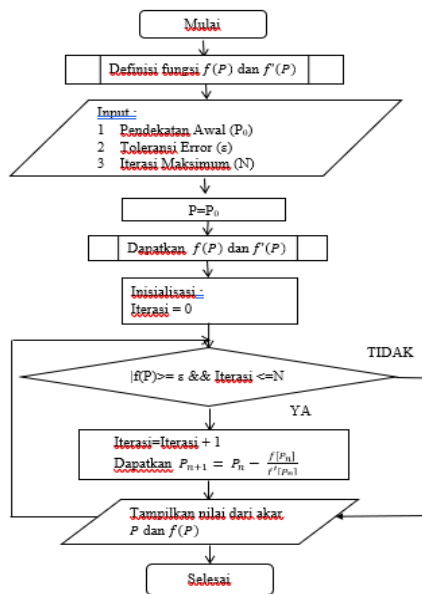 Mulai
Definisi fungsi f(P) dan f'(P)
Input :
1 Pendekatan Awal (P₀)
2 Toleransi Error (ε)
3 Iterasi Maksimum (N)
P=P₀
Dapatkan f(P) dan f'(P)
Inisialisasi :
Iterasi = 0
TIDAK
|f(P)>= ε && Iterasi <=N
YA
Iterasi=Iterasi + 1
Dapatkan Pₙ₊₁ = Pₙ − f[Pₙ]/f'[Pₙ]
Tampilkan nilai dari akar
P dan f(P)
Selesai